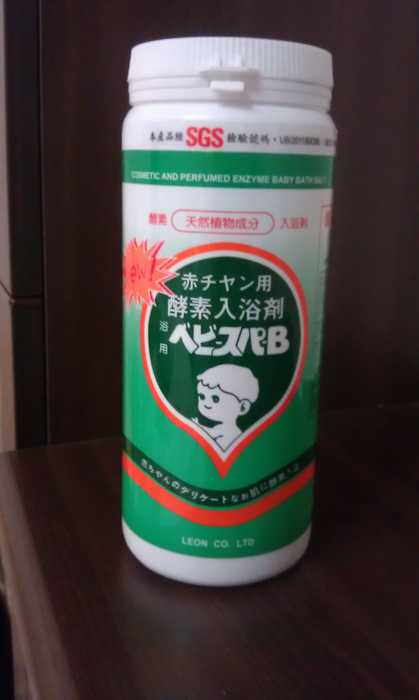 本產品經 SGS 檢驗號碼
COSMETIC AND PERFUMED ENZYME BABY BATH SALT
酵素 天然植物成分 入浴剤
赤チヤン用
酵素入浴剤
浴用
ベビースパB
赤ちゃんのデリケートなお肌に酵素入浴
LEON CO. LTD